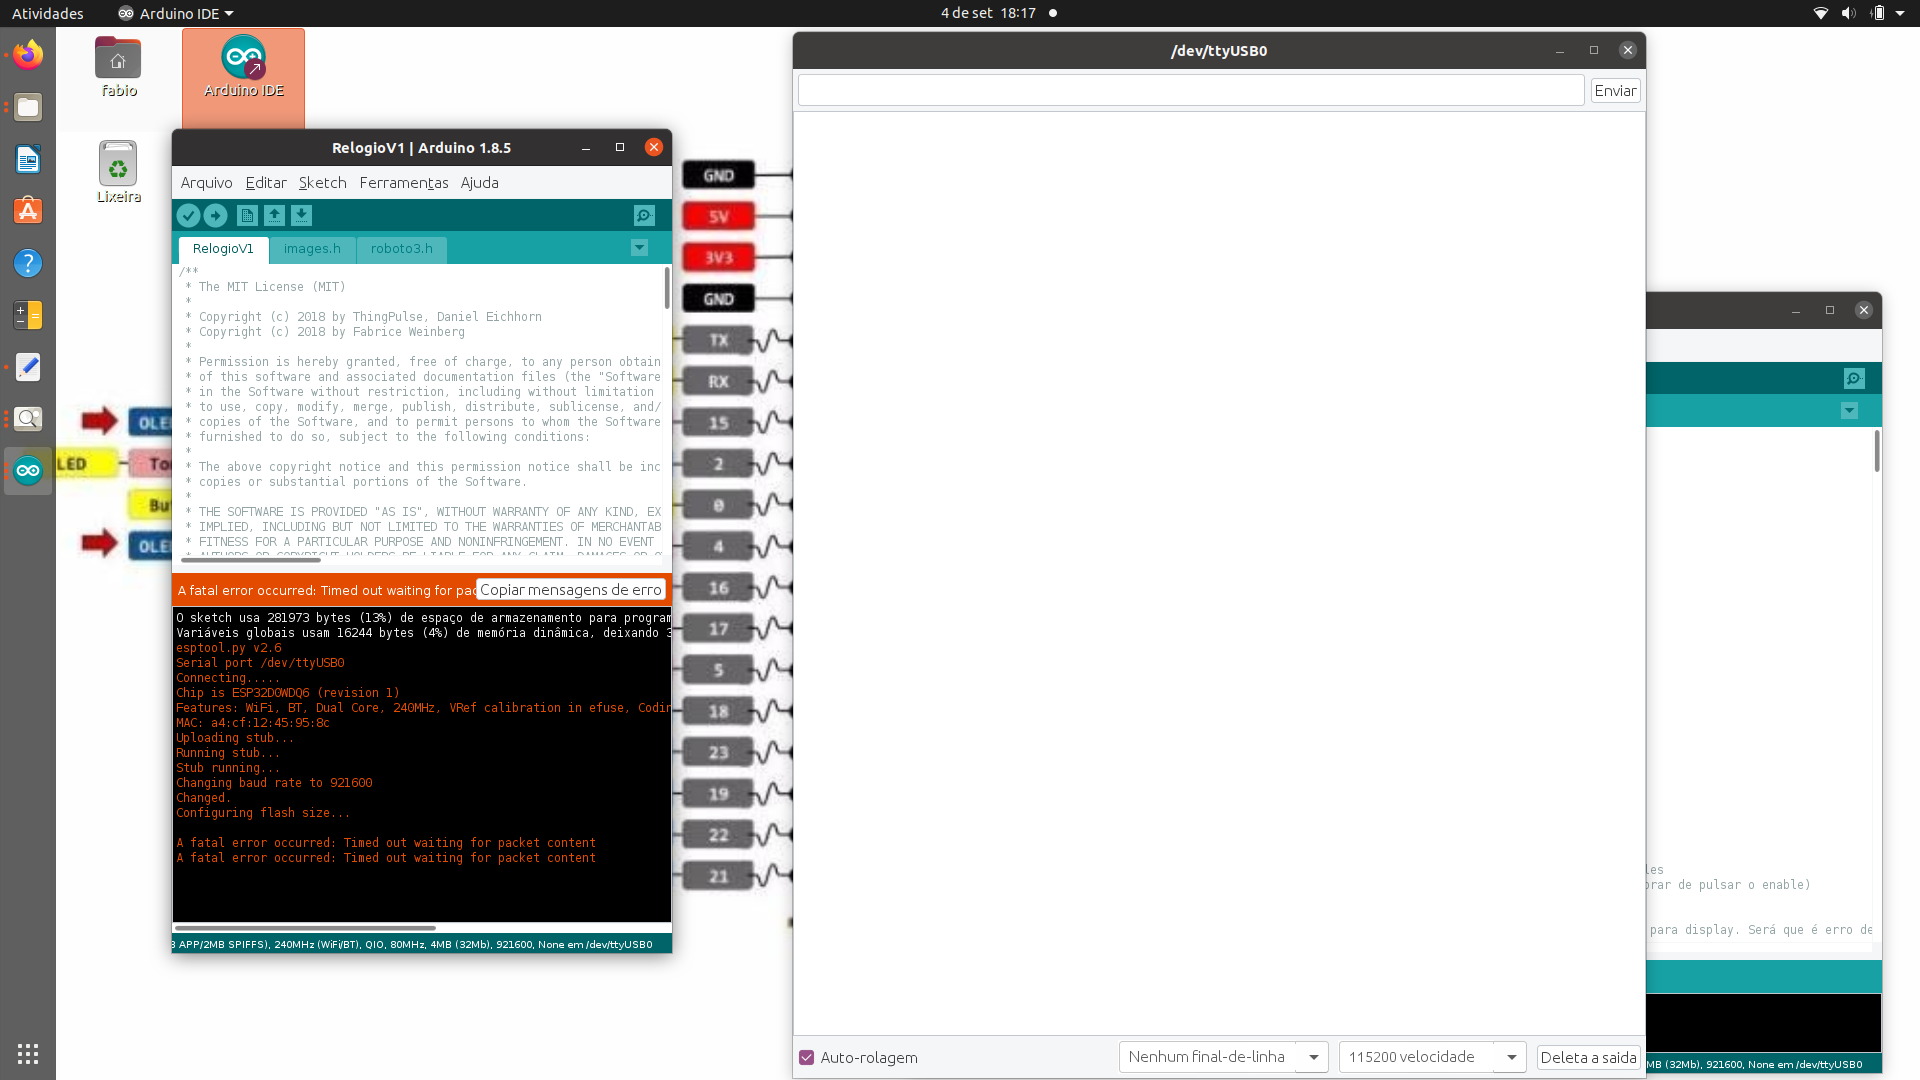 Atividades
Arduino IDE
4 de set 18:17
fabio
Arduino IDE
Lixeira
RelogioV1 | Arduino 1.8.5
Arquivo Editar Sketch Ferramentas Ajuda
RelogioV1 images.h roboto3.h
/**
* The MIT License (MIT)
*
* Copyright (c) 2018 by ThingPulse, Daniel Eichhorn
* Copyright (c) 2018 by Fabrice Weinberg
*
* Permission is hereby granted, free of charge, to any person obtain
* of this software and associated documentation files (the "Software
* in the Software without restriction, including without limitation
* to use, copy, modify, merge, publish, distribute, sublicense, and/
* copies of the Software, and to permit persons to whom the Software
* furnished to do so, subject to the following conditions:
*
* The above copyright notice and this permission notice shall be inc
* copies or substantial portions of the Software.
*
* THE SOFTWARE IS PROVIDED "AS IS", WITHOUT WARRANTY OF ANY KIND, EX
* IMPLIED, INCLUDING BUT NOT LIMITED TO THE WARRANTIES OF MERCHANTAB
* FITNESS FOR A PARTICULAR PURPOSE AND NONINFRINGEMENT. IN NO EVENT
* AUTHORS OR COPYRIGHT HOLDERS BE LIABLE FOR ANY CLAIM, DAMAGES OR
A fatal error occurred: Timed out waiting for pac
Copiar mensagens de erro
O sketch usa 281973 bytes (13%) de espaço de armazenamento para program
Variáveis globais usam 16244 bytes (4%) de memória dinâmica, deixando 3
esptool.py v2.6
Serial port /dev/ttyUSB0
Connecting.....
Chip is ESP32D0WDQ6 (revision 1)
Features: WiFi, BT, Dual Core, 240MHz, VRef calibration in efuse, Codin
MAC: a4:cf:12:45:95:8c
Uploading stub...
Running stub...
Stub running...
Changing baud rate to 921600
Changed.
Configuring flash size...
A fatal error occurred: Timed out waiting for packet content
A fatal error occurred: Timed out waiting for packet content
B APP/2MB SPIFFS), 240MHz (WiFi/BT), QIO, 80MHz, 4MB (32Mb), 921600, None em /dev/ttyUSB0
OLE
LED
To
But
OLE
GND
5V
3V3
GND
TX
RX
15
2
0
4
16
17
5
18
23
19
22
21
/dev/ttyUSB0
Enviar
Auto-rolagem
Nenhum final-de-linha
115200 velocidade
Deleta a saida
les
brar de pulsar o enable)
para display. Será que é erro de
MB (32Mb), 921600, None em /dev/ttyUSB0